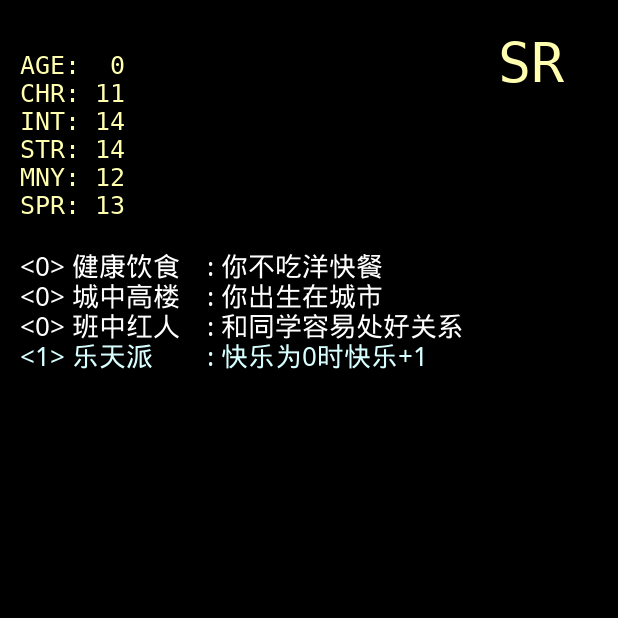 SR
AGE: 0
CHR: 11
INT: 14
STR: 14
MNY: 12
SPR: 13
<0> 健康饮食 : 你不吃洋快餐
<0> 城中高楼 : 你出生在城市
<0> 班中红人 : 和同学容易处好关系
<1> 乐天派 : 快乐为0时快乐+1